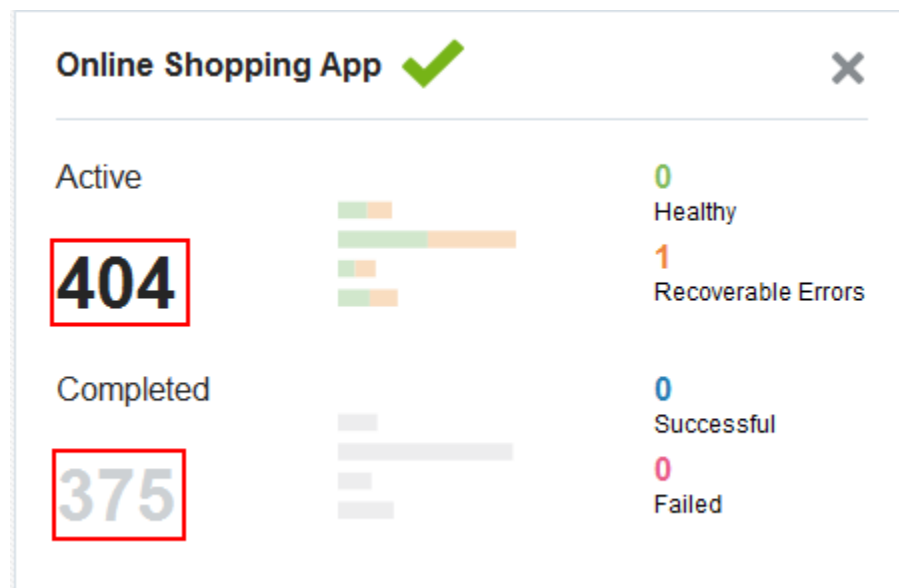 Online Shopping App
Active
404
0
Healthy
1
Recoverable Errors
Completed
375
0
Successful
0
Failed